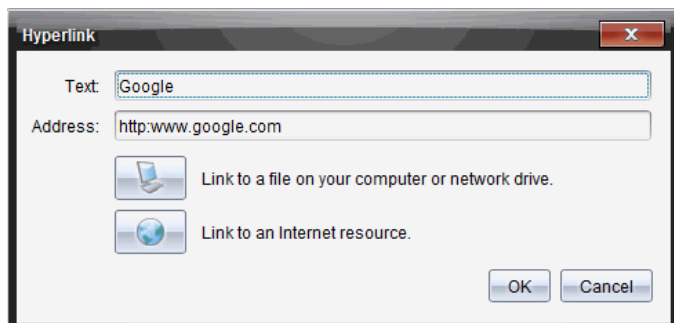 Hyperlink
Text: Google
Address: http:www.google.com
Link to a file on your computer or network drive.
Link to an Internet resource.
OK Cancel